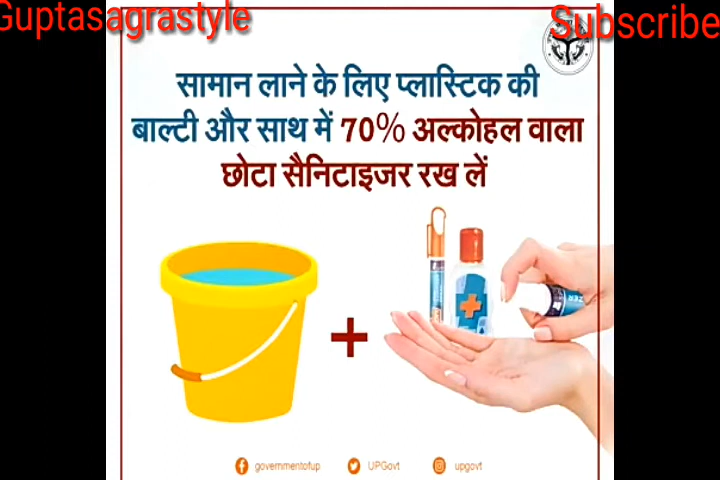 Guptasagrastyle
Subscribe
सामान लाने के लिए प्लास्टिक की
बाल्टी और साथ में 70% अल्कोहल वाला
छोटा सैनिटाइजर रख लें
governmentofup
UPGovt
upgovt